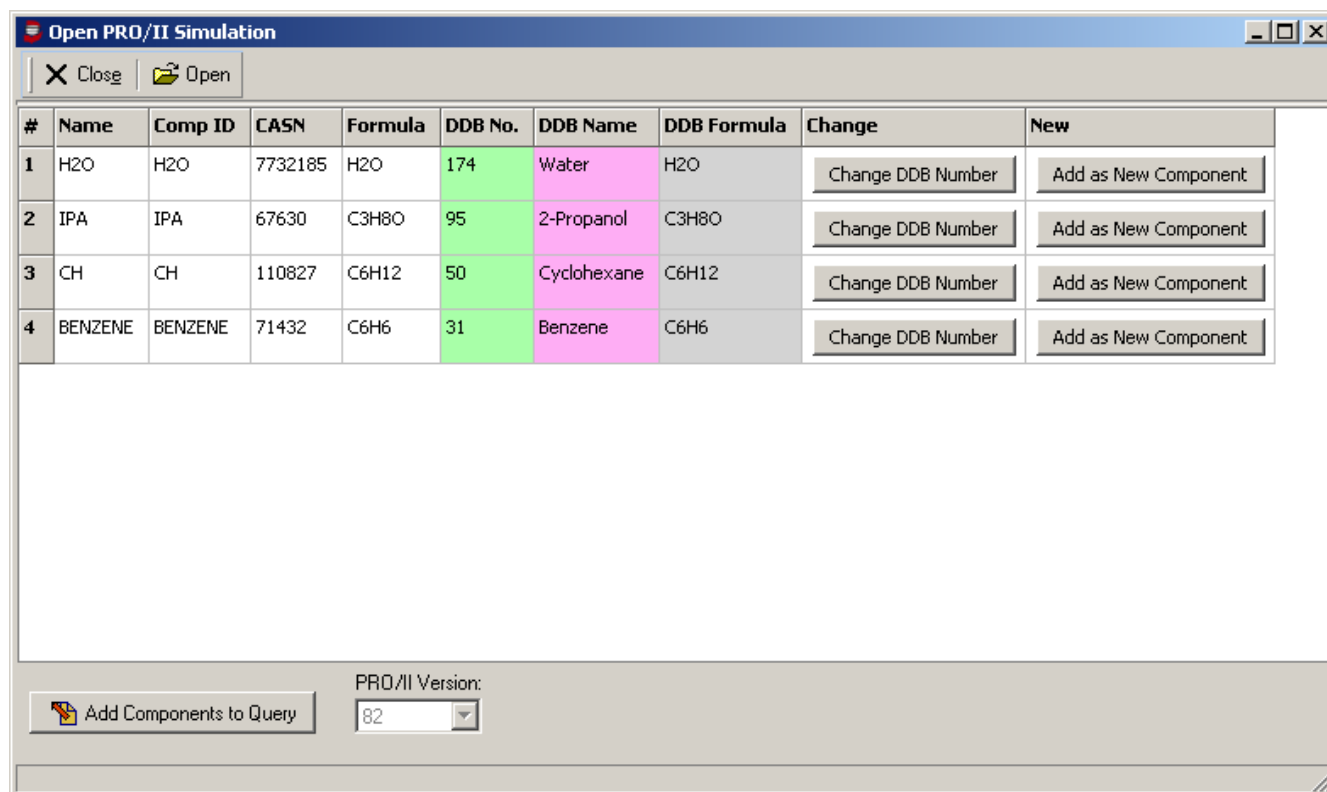 Open PRO/II Simulation
Close Open
# Name Comp ID CASN Formula DDB No. DDB Name DDB Formula Change New
1 H2O H2O 7732185 H2O 174 Water H2O Change DDB Number Add as New Component
2 IPA IPA 67630 C3H8O 95 2-Propanol C3H8O Change DDB Number Add as New Component
3 CH CH 110827 C6H12 50 Cyclohexane C6H12 Change DDB Number Add as New Component
4 BENZENE BENZENE 71432 C6H6 31 Benzene C6H6 Change DDB Number Add as New Component
PRO/II Version:
Add Components to Query 82